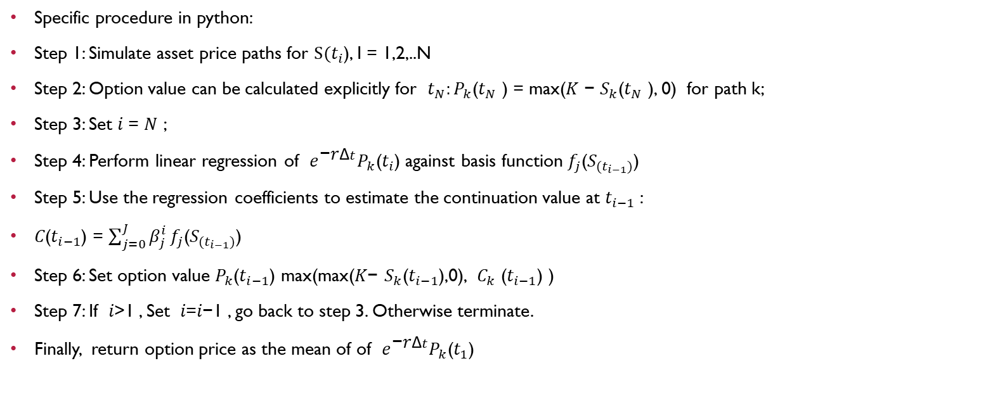 • Specific procedure in python:
• Step 1: Simulate asset price paths for S(tᵢ), I = 1,2,..N
• Step 2: Option value can be calculated explicitly for t_N: P_k(t_N ) = max(K − S_k(t_N ), 0) for path k;
• Step 3: Set i = N ;
• Step 4: Perform linear regression of e^{−rΔt} P_k(t_i) against basis function f_j(S_{(t_{i−1})})
• Step 5: Use the regression coefficients to estimate the continuation value at t_{i−1} :
• C(t_{i−1}) = ∑_{j=0}^{J} β_j^i f_j(S_{(t_{i−1})})
• Step 6: Set option value P_k(t_{i−1}) max(max(K− S_k(t_{i−1}),0), C_k (t_{i−1}) )
• Step 7: If i>1 , Set i=i−1 , go back to step 3. Otherwise terminate.
• Finally, return option price as the mean of of e^{−rΔt} P_k(t_1)